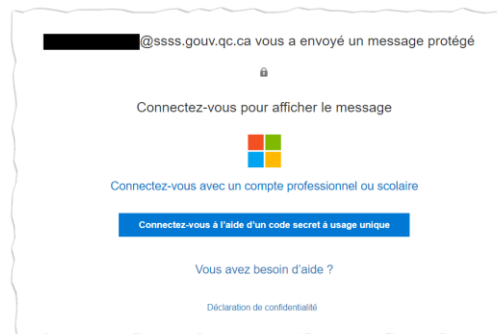 @ssss.gouv.qc.ca vous a envoyé un message protégé
Connectez-vous pour afficher le message
Connectez-vous avec un compte professionnel ou scolaire
Connectez-vous à l'aide d'un code secret à usage unique
Vous avez besoin d'aide ?
Déclaration de confidentialité